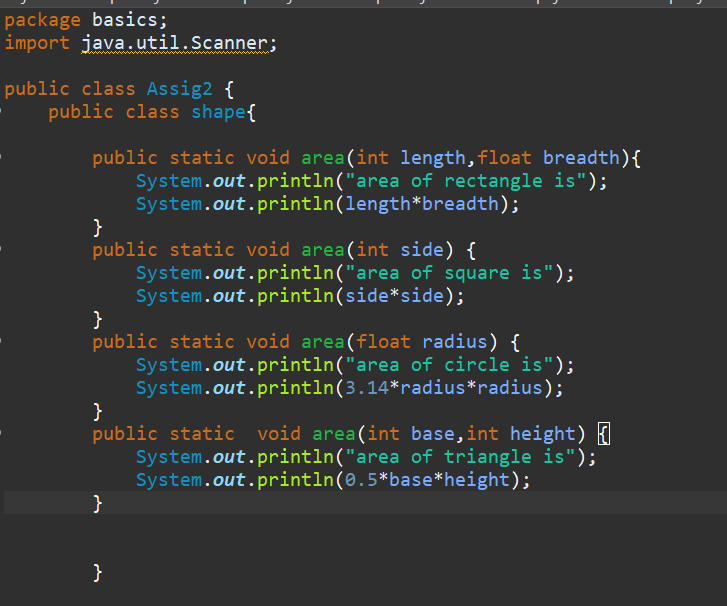 package basics;
import java.util.Scanner;
public class Assig2 {
public class shape{
public static void area(int length,float breadth){
System.out.println("area of rectangle is");
System.out.println(length*breadth);
}
public static void area(int side) {
System.out.println("area of square is");
System.out.println(side*side);
}
public static void area(float radius) {
System.out.println("area of circle is");
System.out.println(3.14*radius*radius);
}
public static  void area(int base,int height) {
System.out.println("area of triangle is");
System.out.println(0.5*base*height);
}
}